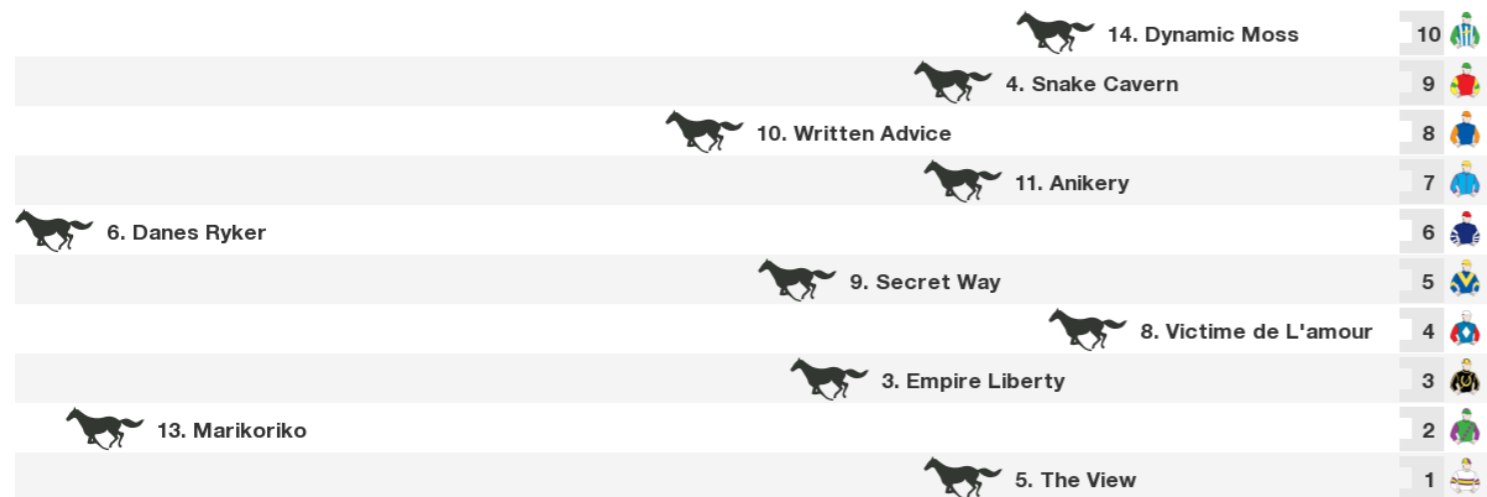 14. Dynamic Moss 10
4. Snake Cavern 9
10. Written Advice 8
11. Anikery 7
6. Danes Ryker 6
9. Secret Way 5
8. Victime de L'amour 4
3. Empire Liberty 3
13. Marikoriko 2
5. The View 1